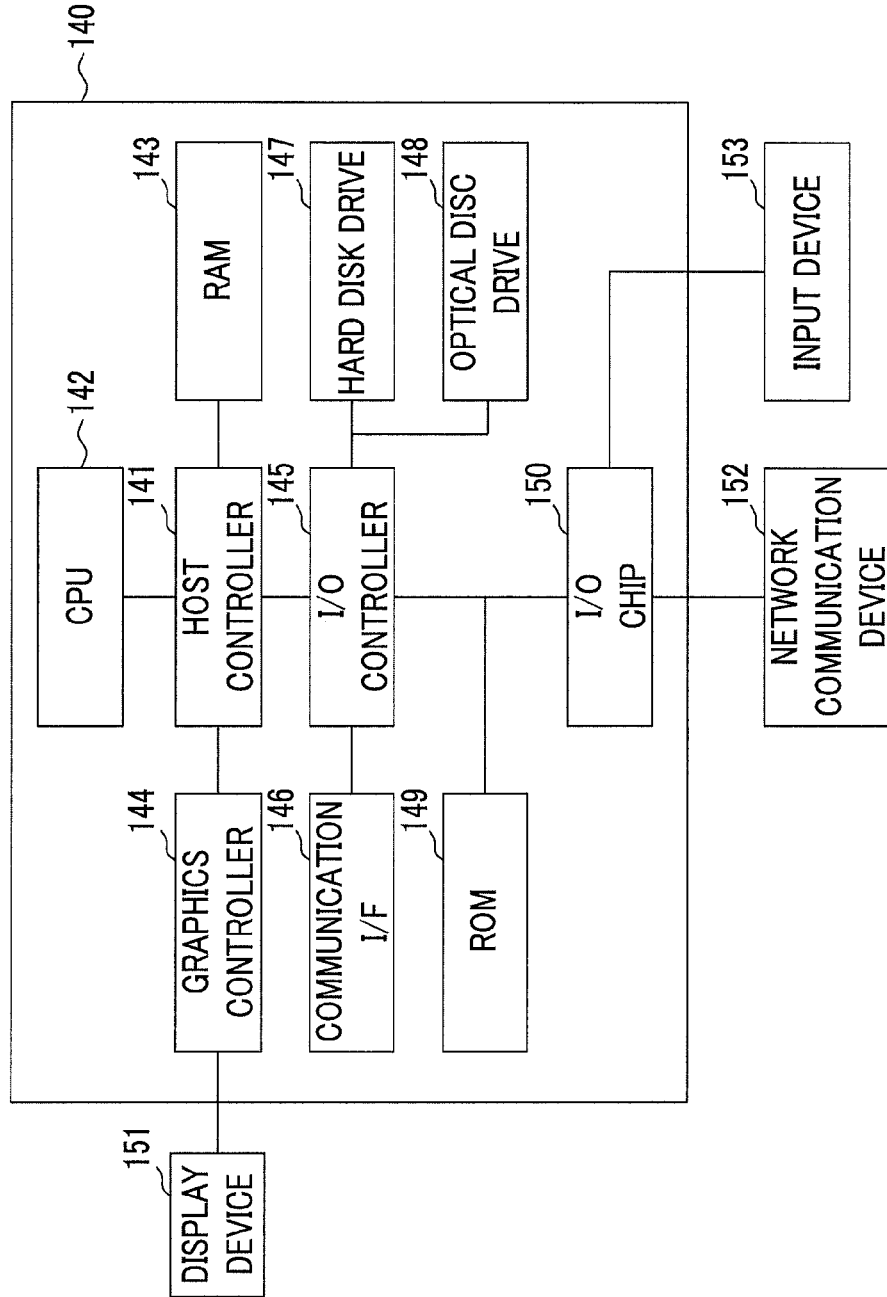 140
CPU
142
GRAPHICS
CONTROLLER
144
HOST
CONTROLLER
141
RAM
143
DISPLAY
DEVICE
151
COMMUNICATION
I/F
146
I/O
CONTROLLER
145
HARD DISK DRIVE
147
ROM
149
OPTICAL DISC
DRIVE
148
I/O
CHIP
150
NETWORK
COMMUNICATION
DEVICE
152
INPUT DEVICE
153